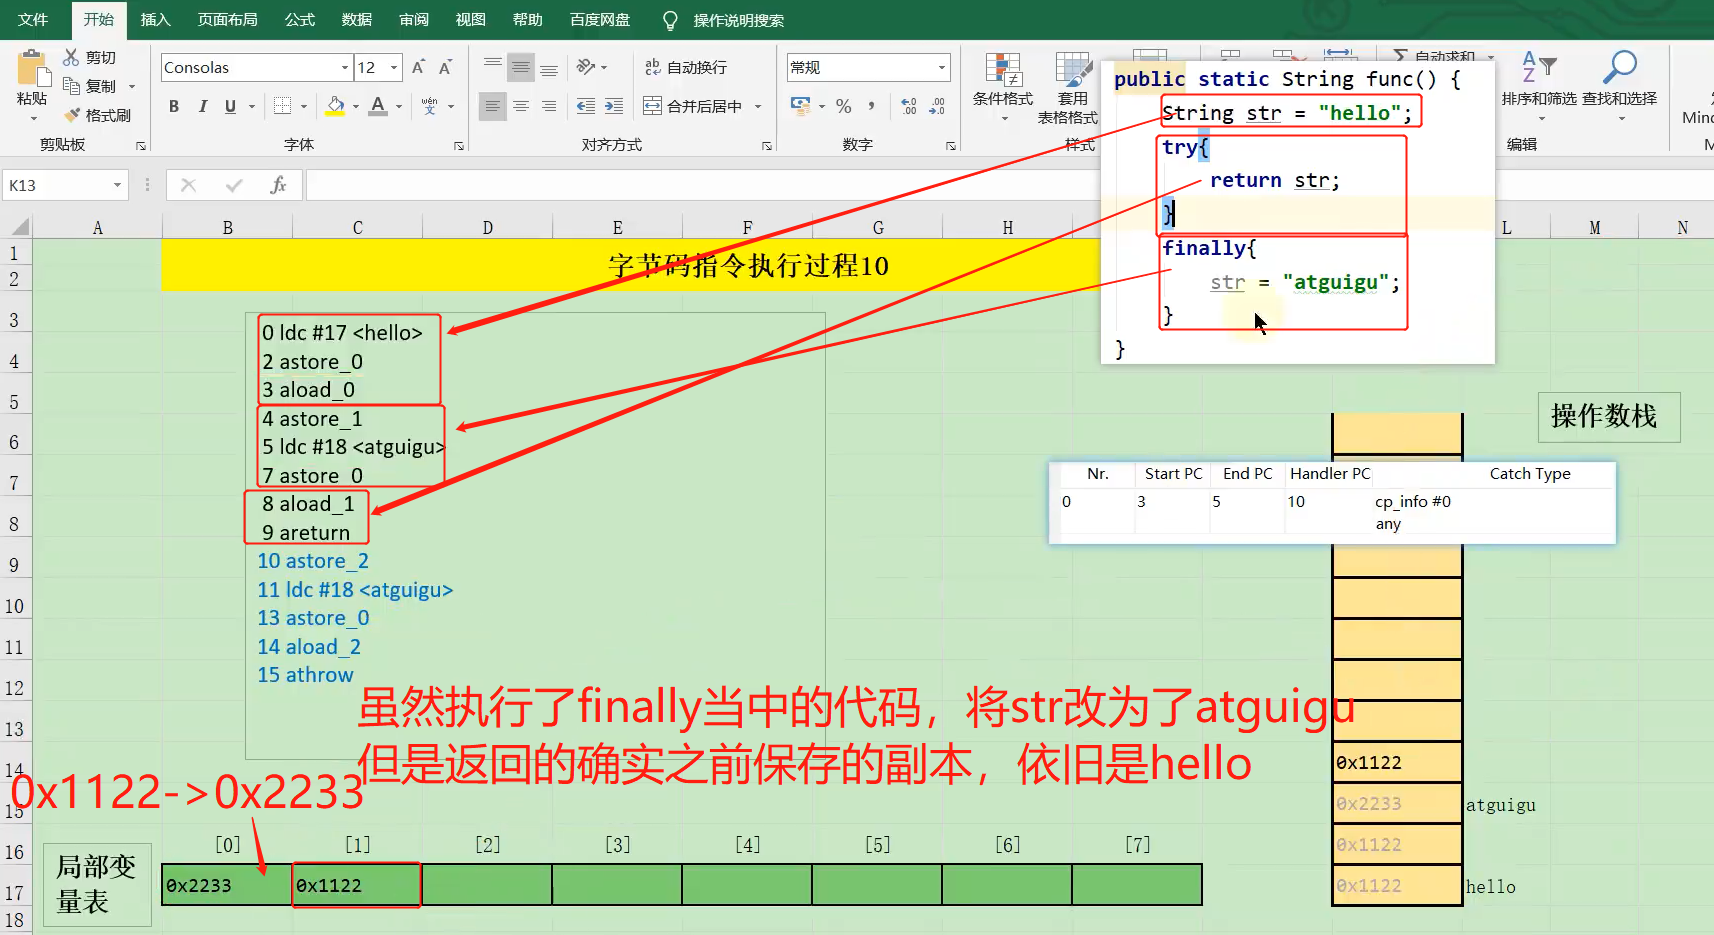 文件 开始 插入 页面布局 公式 数据 审阅 视图 帮助 百度网盘 操作说明搜索
粘贴 剪切 复制 格式刷
Consolas 12
B I U A wén 变
ab 自动换行
合并后居中
常规
% ,
条件格式 套用 表格格式
自动求和
排序和筛选 查找和选择
剪贴板 字体 对齐方式 数字 样式 编辑
K13 fx
A B C D E F G H L M N
1
2
3
4
5
6
7
8
9
10
11
12
13
14
15
16
17
18
字节码指令执行过程10
public static String func() {
String str = "hello";
try{
return str;
}
finally{
str = "atguigu";
}
}
0 ldc #17 <hello>
2 astore_0
3 aload_0
4 astore_1
5 ldc #18 <atguigu>
7 astore_0
8 aload_1
9 areturn
10 astore_2
11 ldc #18 <atguigu>
13 astore_0
14 aload_2
15 athrow
操作数栈
Nr. Start PC End PC Handler PC Catch Type
0 3 5 10 cp_info #0
any
虽然执行了finally当中的代码，将str改为了atguigu
但是返回的确实之前保存的副本，依旧是hello
0x1122->0x2233
0x1122
0x2233 atguigu
0x1122
0x1122 hello
[0] [1] [2] [3] [4] [5] [6] [7]
局部变
量表
0x2233 0x1122